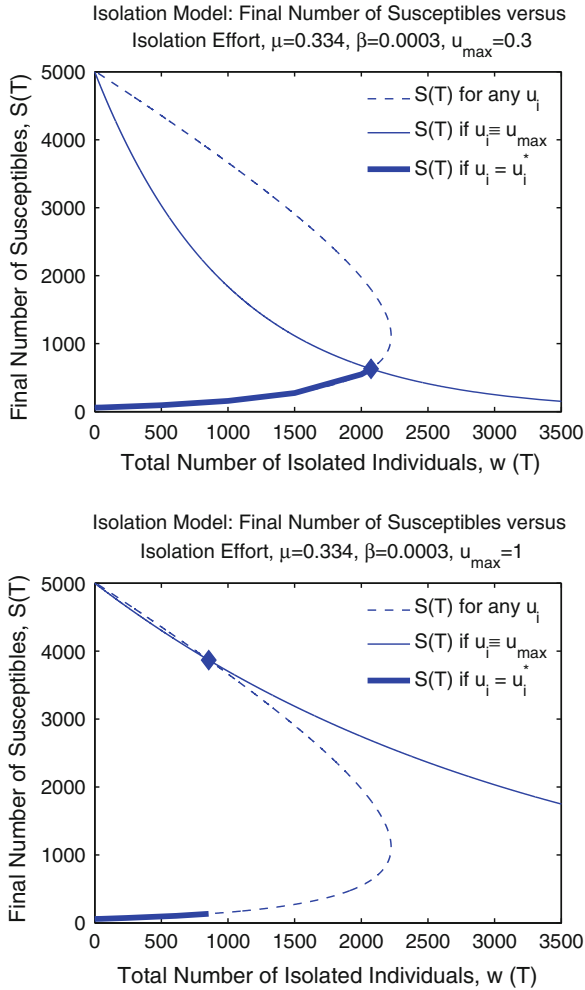 Isolation Model: Final Number of Susceptibles versus
Isolation Effort, μ=0.334, β=0.0003, u_max=0.3
5000
4000
3000
2000
1000
0
Final Number of Susceptibles, S(T)
S(T) for any u_i
S(T) if u_i≡ u_max
S(T) if u_i = u_i^*
0 500 1000 1500 2000 2500 3000 3500
Total Number of Isolated Individuals, w (T)
Isolation Model: Final Number of Susceptibles versus
Isolation Effort, μ=0.334, β=0.0003, u_max=1
5000
4000
3000
2000
1000
0
Final Number of Susceptibles, S(T)
S(T) for any u_i
S(T) if u_i≡ u_max
S(T) if u_i = u_i^*
0 500 1000 1500 2000 2500 3000 3500
Total Number of Isolated Individuals, w (T)